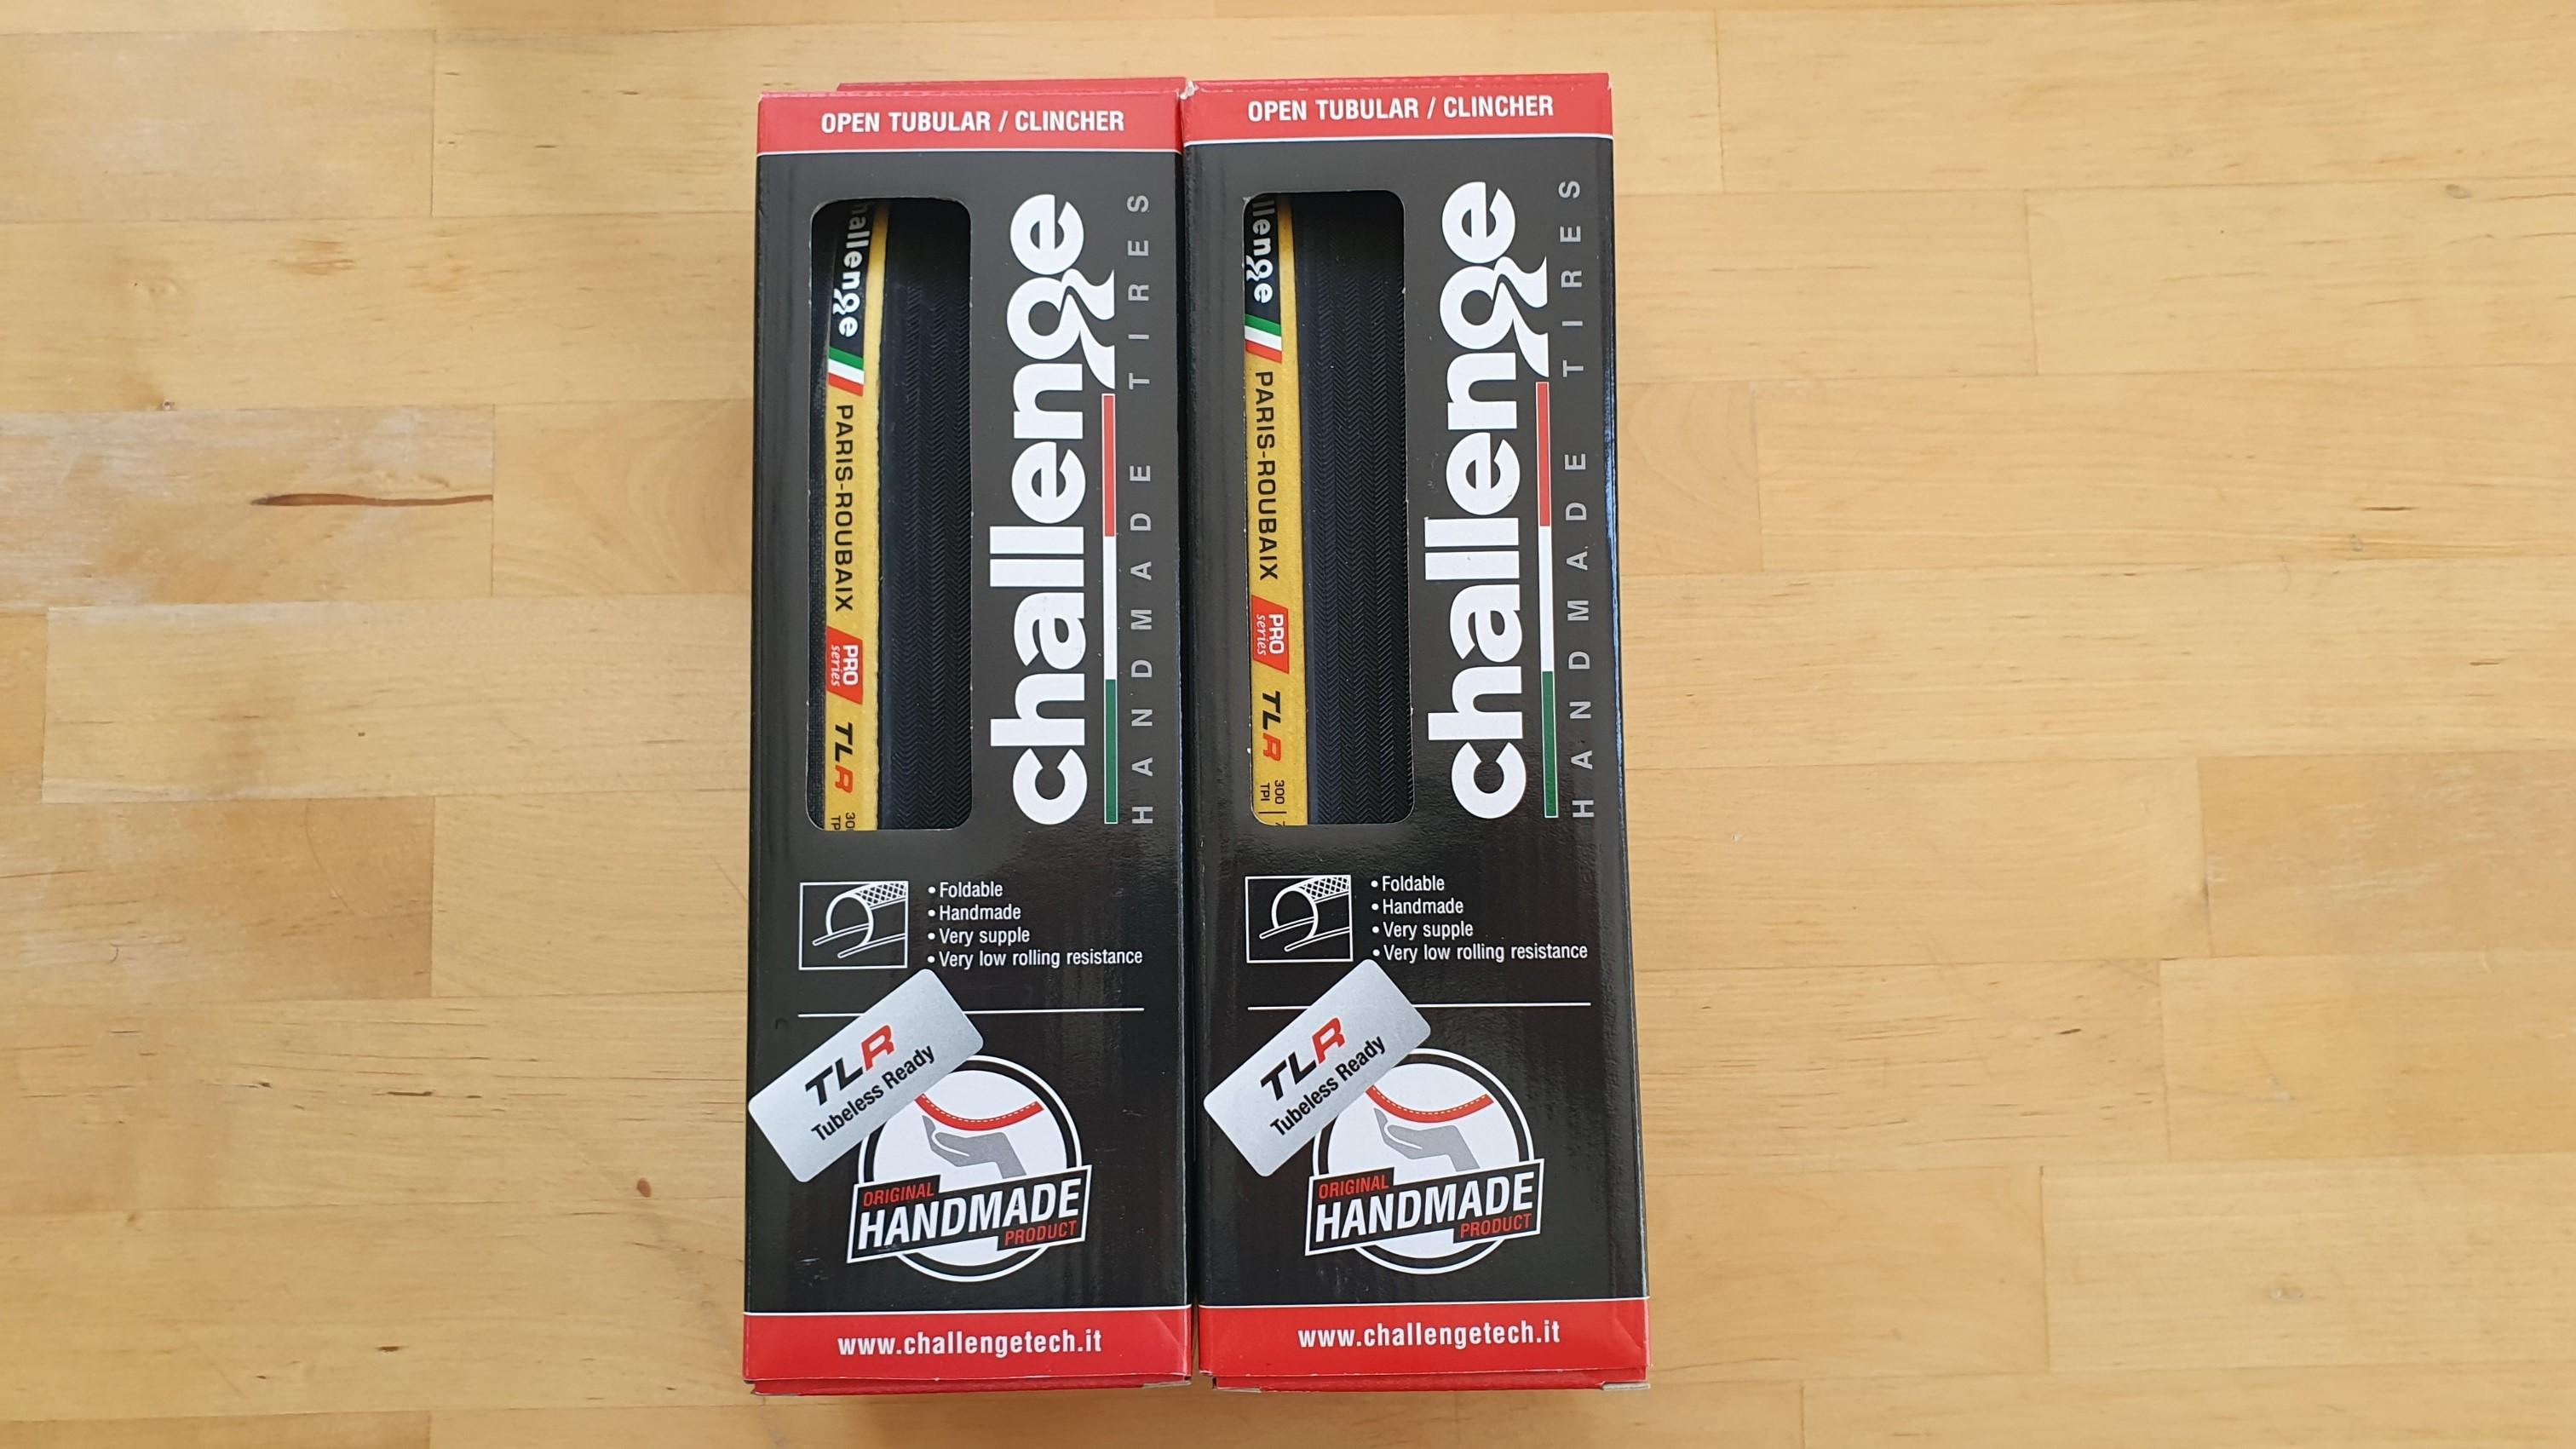 OPEN TUBULAR / CLINCHER
challenge
HANDMADE TIRES
challenge
PARIS-ROUBAIX
PRO
series
TLR
• Foldable
• Handmade
• Very supple
• Very low rolling resistance
TLR
Tubeless Ready
ORIGINAL
HANDMADE
PRODUCT
www.challengetech.it
OPEN TUBULAR / CLINCHER
challenge
HANDMADE TIRES
PARIS-ROUBAIX
PRO
series
TLR
300
TPI
• Foldable
• Handmade
• Very supple
• Very low rolling resistance
TLR
Tubeless Ready
ORIGINAL
HANDMADE
PRODUCT
www.challengetech.it